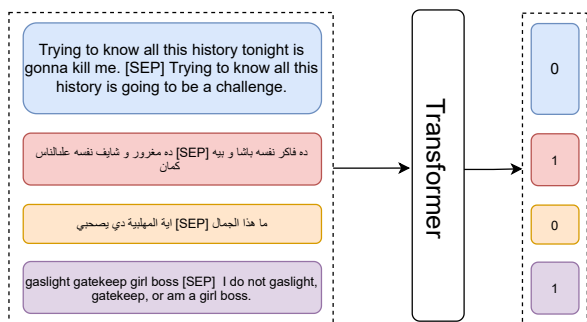 Trying to know all this history tonight is
gonna kill me. [SEP] Trying to know all this
history is going to be a challenge.
0
ده فاكر نفسه باشا و بيه [SEP] ده مغرور و شايف نفسه علىالناس
كمان
1
ما هذا الجمال [SEP] اية المهلبية دي يصحبي
0
gaslight gatekeep girl boss [SEP] I do not gaslight,
gatekeep, or am a girl boss.
1
Transformer